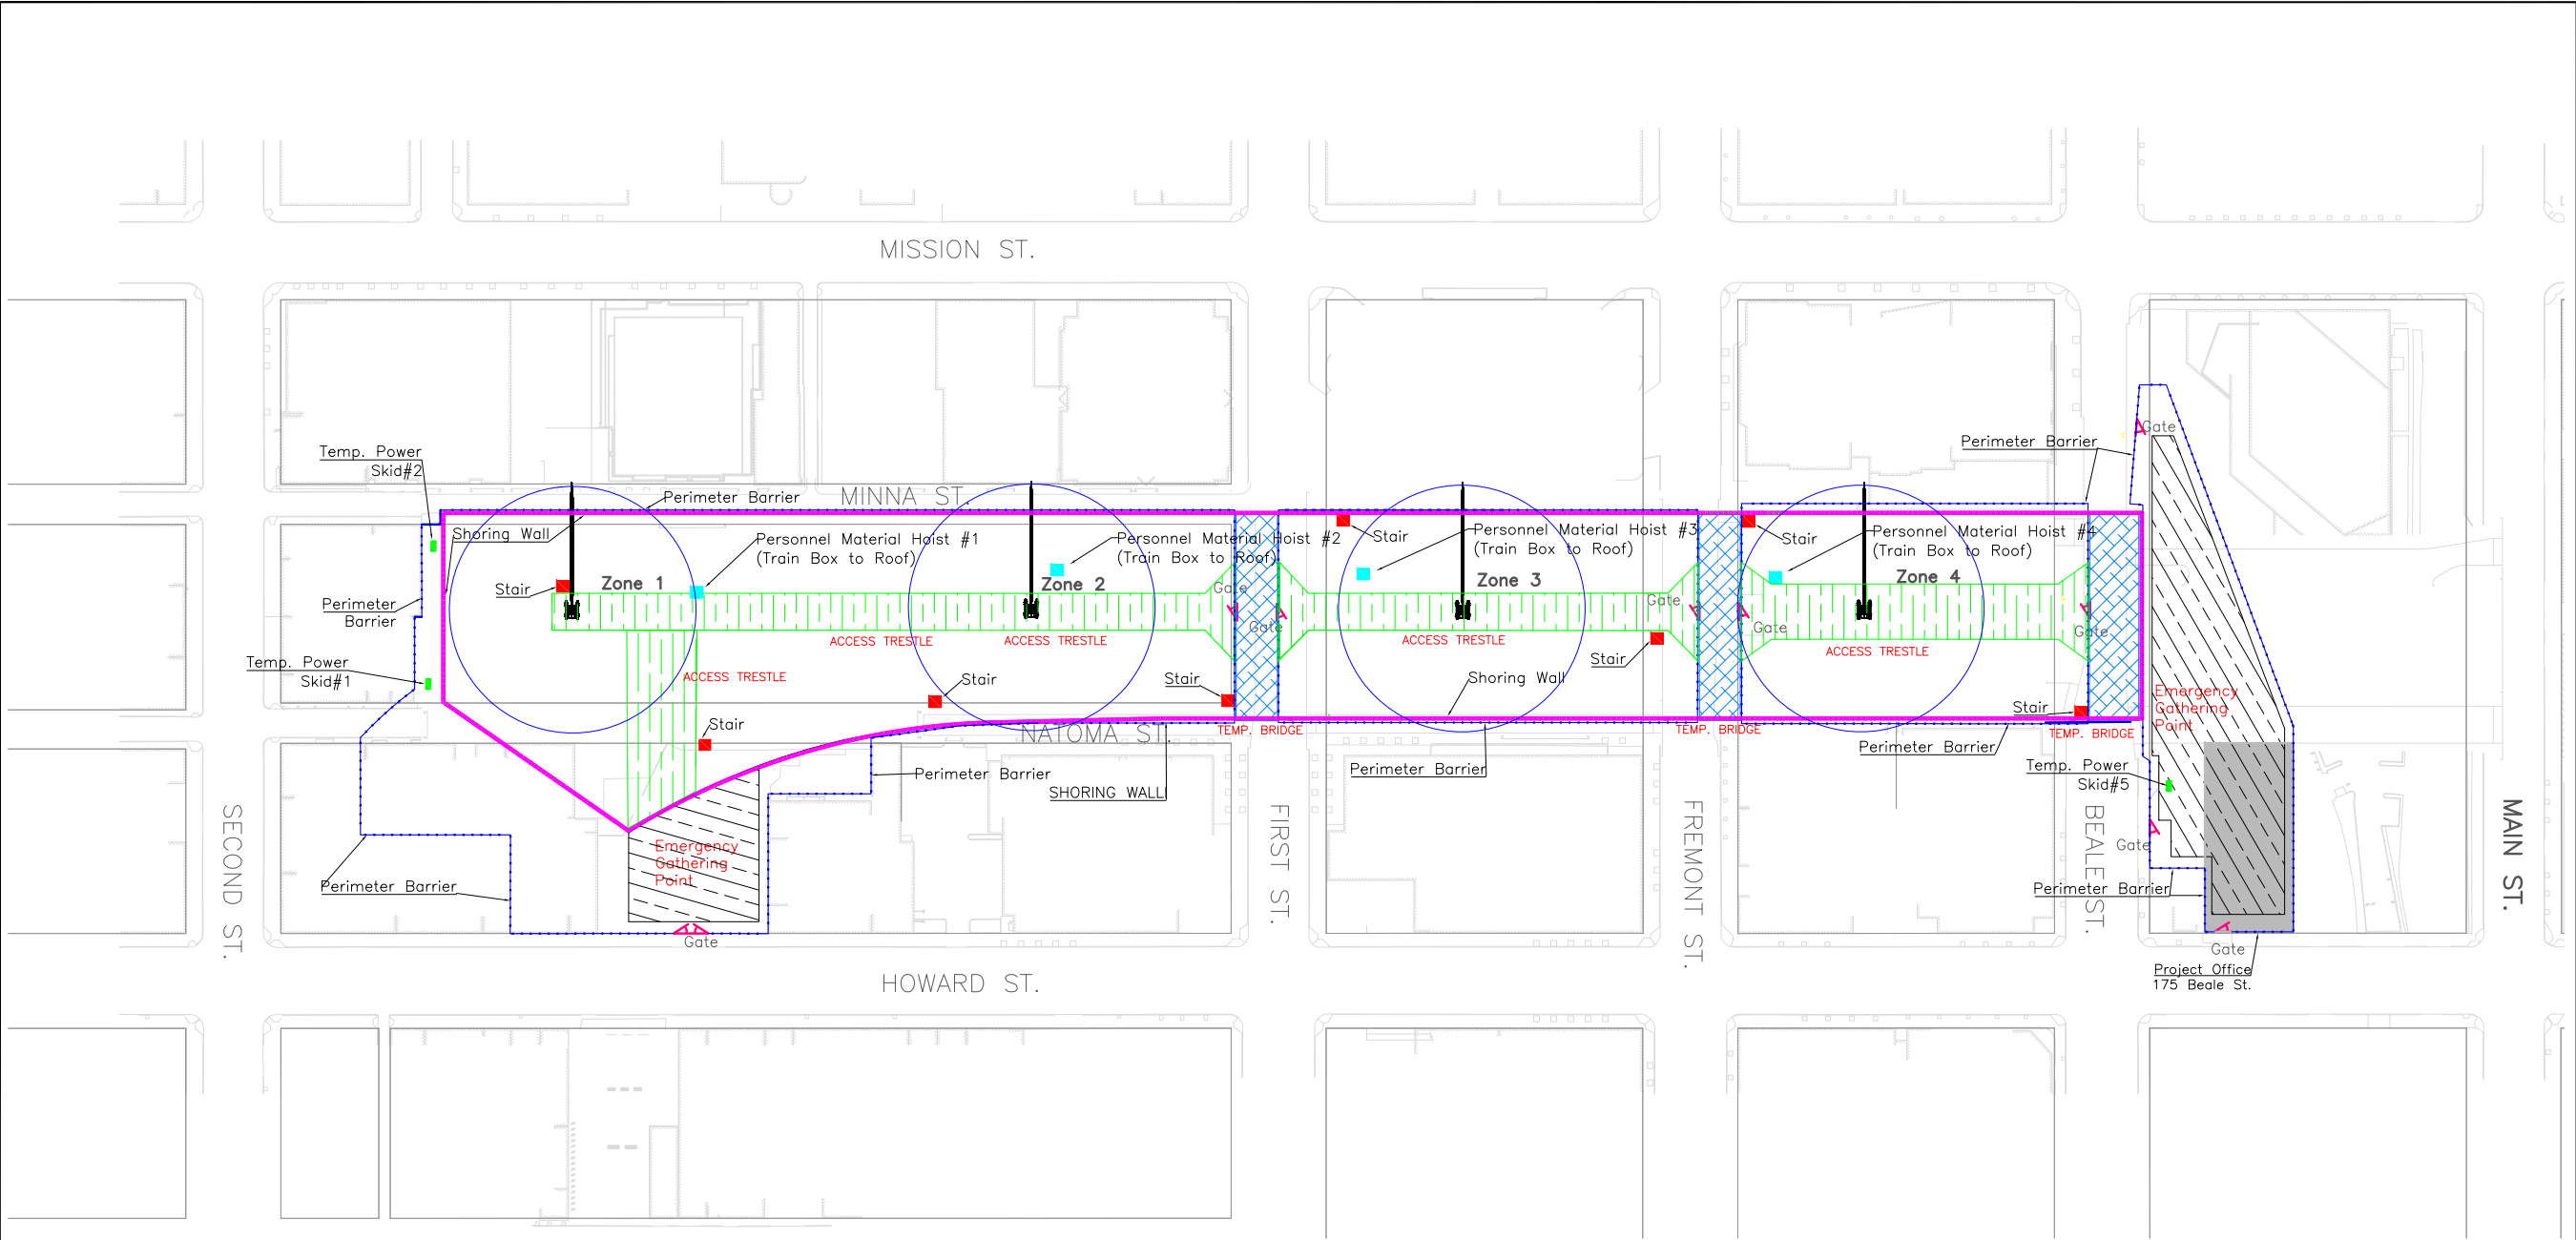 MISSION ST.
Gate
Perimeter Barrier
Temp. Power
Skid#2
MINNA ST.
Perimeter Barrier
Shoring Wall
Personnel Material Hoist #1
(Train Box to Roof)
Personnel Material Hoist #2
(Train Box to Roof)
Stair
Personnel Material Hoist #3
(Train Box to Roof)
Stair
Personnel Material Hoist #4
(Train Box to Roof)
Stair
Zone 1
Zone 2
Zone 3
Zone 4
Gate
Gate
Gate
Gate
Gate
Perimeter
Barrier
ACCESS TRESTLE
ACCESS TRESTLE
ACCESS TRESTLE
ACCESS TRESTLE
Temp. Power
Skid#1
ACCESS TRESTLE
Stair
Stair
Stair
Shoring Wall
Stair
Emergency
Gathering
Point
Stair
NATOMA ST.
TEMP. BRIDGE
TEMP. BRIDGE
TEMP. BRIDGE
Perimeter Barrier
Perimeter Barrier
Perimeter Barrier
SHORING WALL
Temp. Power
Skid#5
SECOND ST.
FIRST ST.
FREMONT ST.
BEALE ST.
MAIN ST.
Emergency
Gathering
Point
Gate
Perimeter Barrier
Perimeter Barrier
Gate
Gate
Project Office
175 Beale St.
HOWARD ST.